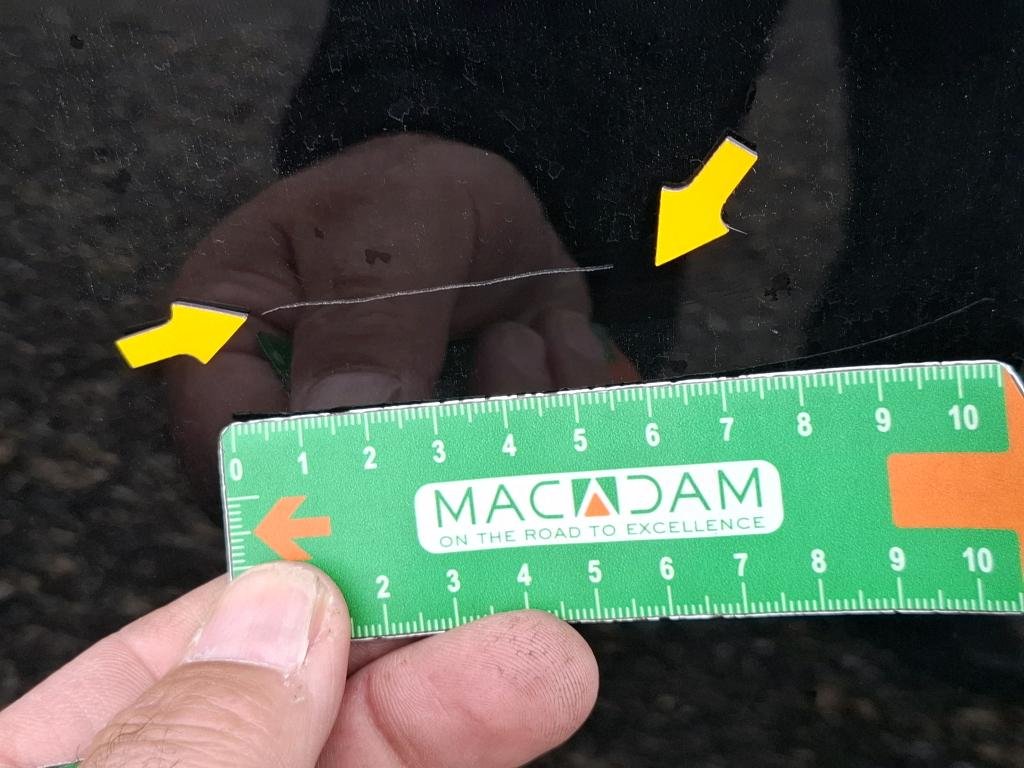 0 1 2 3 4 5 6 7 8 9 10
MACADAM
ON THE ROAD TO EXCELLENCE
2 3 4 5 6 7 8 9 10